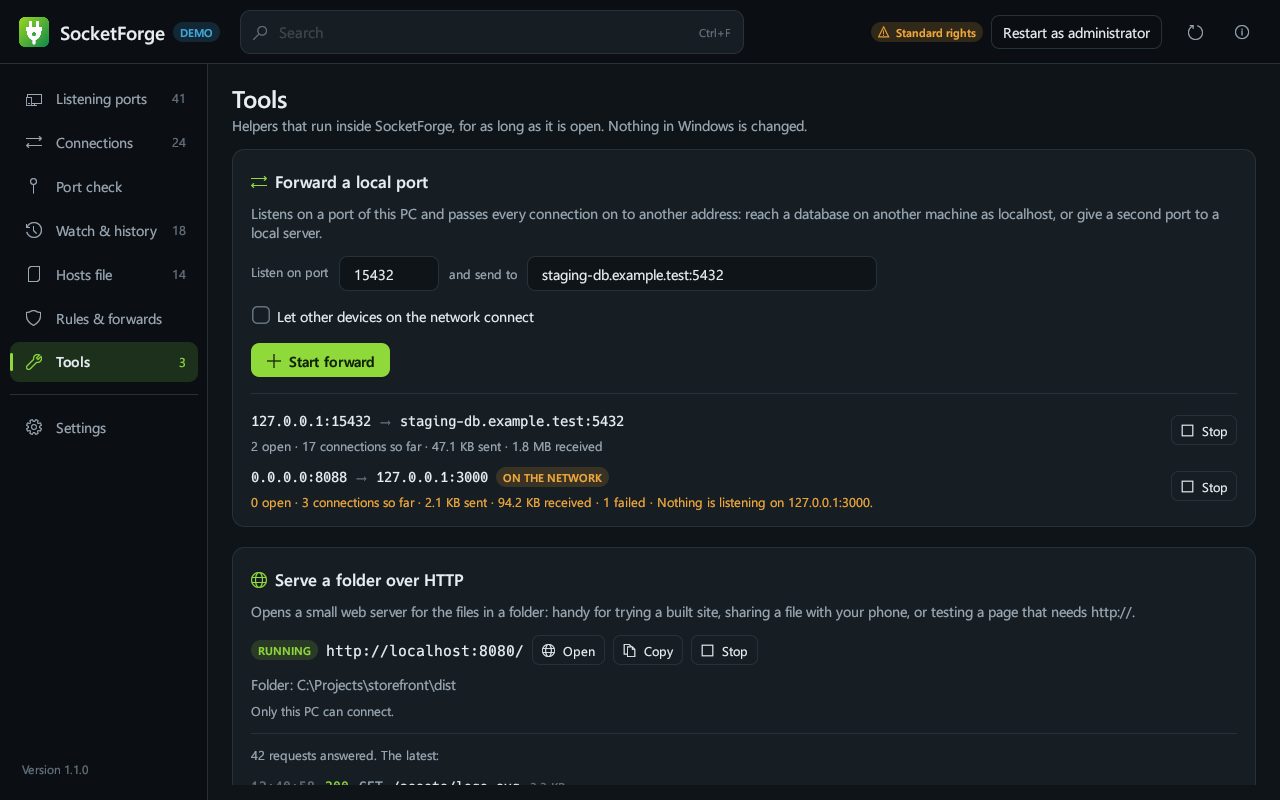 SocketForge DEMO
Search Ctrl+F
Standard rights
Restart as administrator
Listening ports 41
Connections 24
Port check
Watch & history 18
Hosts file 14
Rules & forwards
Tools 3
Settings
Version 1.1.0
Tools
Helpers that run inside SocketForge, for as long as it is open. Nothing in Windows is changed.
Forward a local port
Listens on a port of this PC and passes every connection on to another address: reach a database on another machine as localhost, or give a second port to a
local server.
Listen on port 15432 and send to staging-db.example.test:5432
Let other devices on the network connect
Start forward
127.0.0.1:15432 → staging-db.example.test:5432
2 open · 17 connections so far · 47.1 KB sent · 1.8 MB received
Stop
0.0.0.0:8088 → 127.0.0.1:3000 ON THE NETWORK
0 open · 3 connections so far · 2.1 KB sent · 94.2 KB received · 1 failed · Nothing is listening on 127.0.0.1:3000.
Stop
Serve a folder over HTTP
Opens a small web server for the files in a folder: handy for trying a built site, sharing a file with your phone, or testing a page that needs http://.
RUNNING http://localhost:8080/ Open Copy Stop
Folder: C:\Projects\storefront\dist
Only this PC can connect.
42 requests answered. The latest: